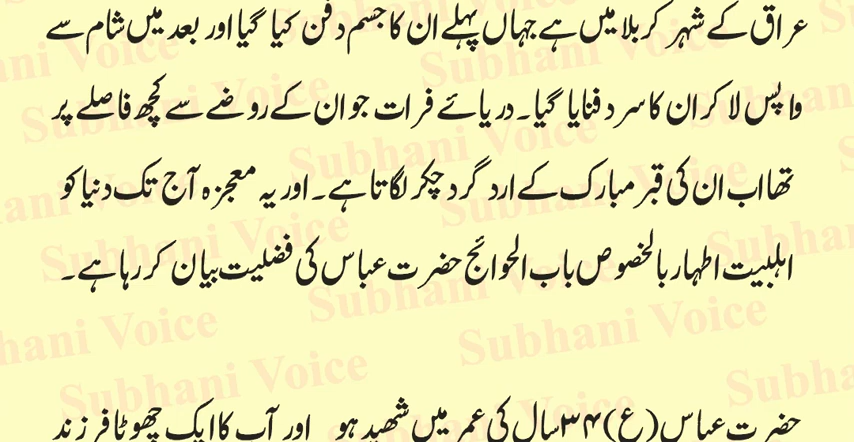 عراق کے شہر کربلا میں ہے جہاں پہلے ان کا جسم دفن کیا گیا اور بعد میں شام سے
واپس لا کر ان کا سر دفنایا گیا۔ دریائے فرات جو ان کے روضے سے کچھ فاصلے پر
تھا اب ان کی قبر مبارک کے ارد گرد چکر لگاتا ہے۔ اور یہ معجزہ آج تک دنیا کو
اہلبیت اطہار بالخصوص باب الحوائج حضرت عباس کی فضلیت بیان کر رہا ہے۔
حضرت عباس (ع) ۳۴ سال کی عمر میں شھید ہو اور آپ کا ایک چھوٹا فرزند
Subhani Voice